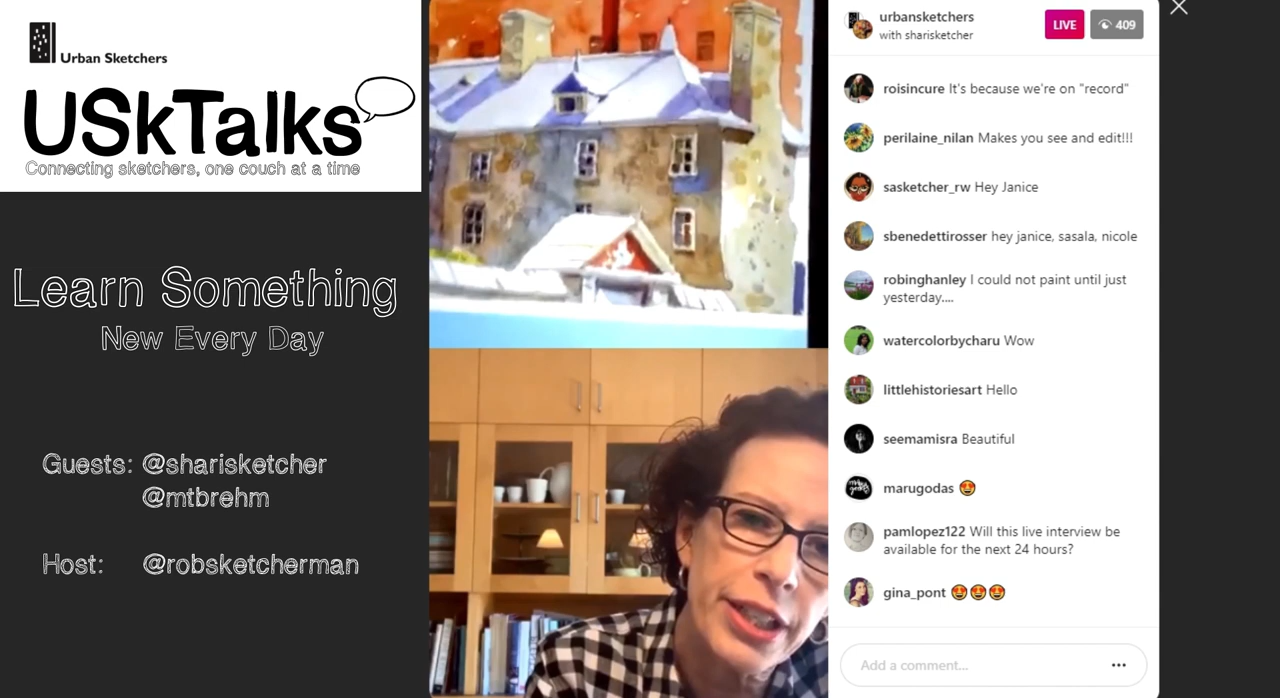 Urban Sketchers
USkTalks
Connecting sketchers, one couch at a time
Learn Something
New Every Day
Guests: @sharisketcher
@mtbrehm
Host: @robsketcherman
urbansketchers
with sharisketcher
LIVE
409
roisincure It's because we're on "record"
perilaine_nilan Makes you see and edit!!!
sasketcher_rw Hey Janice
sbenedettirosser hey janice, sasala, nicole
robinghanley I could not paint until just
yesterday....
watercolorbycharu Wow
littlehistoriesart Hello
seemamisra Beautiful
marugodas 🤩
pamlopez122 Will this live interview be
available for the next 24 hours?
gina_pont 🤩🤩🤩
Add a comment...